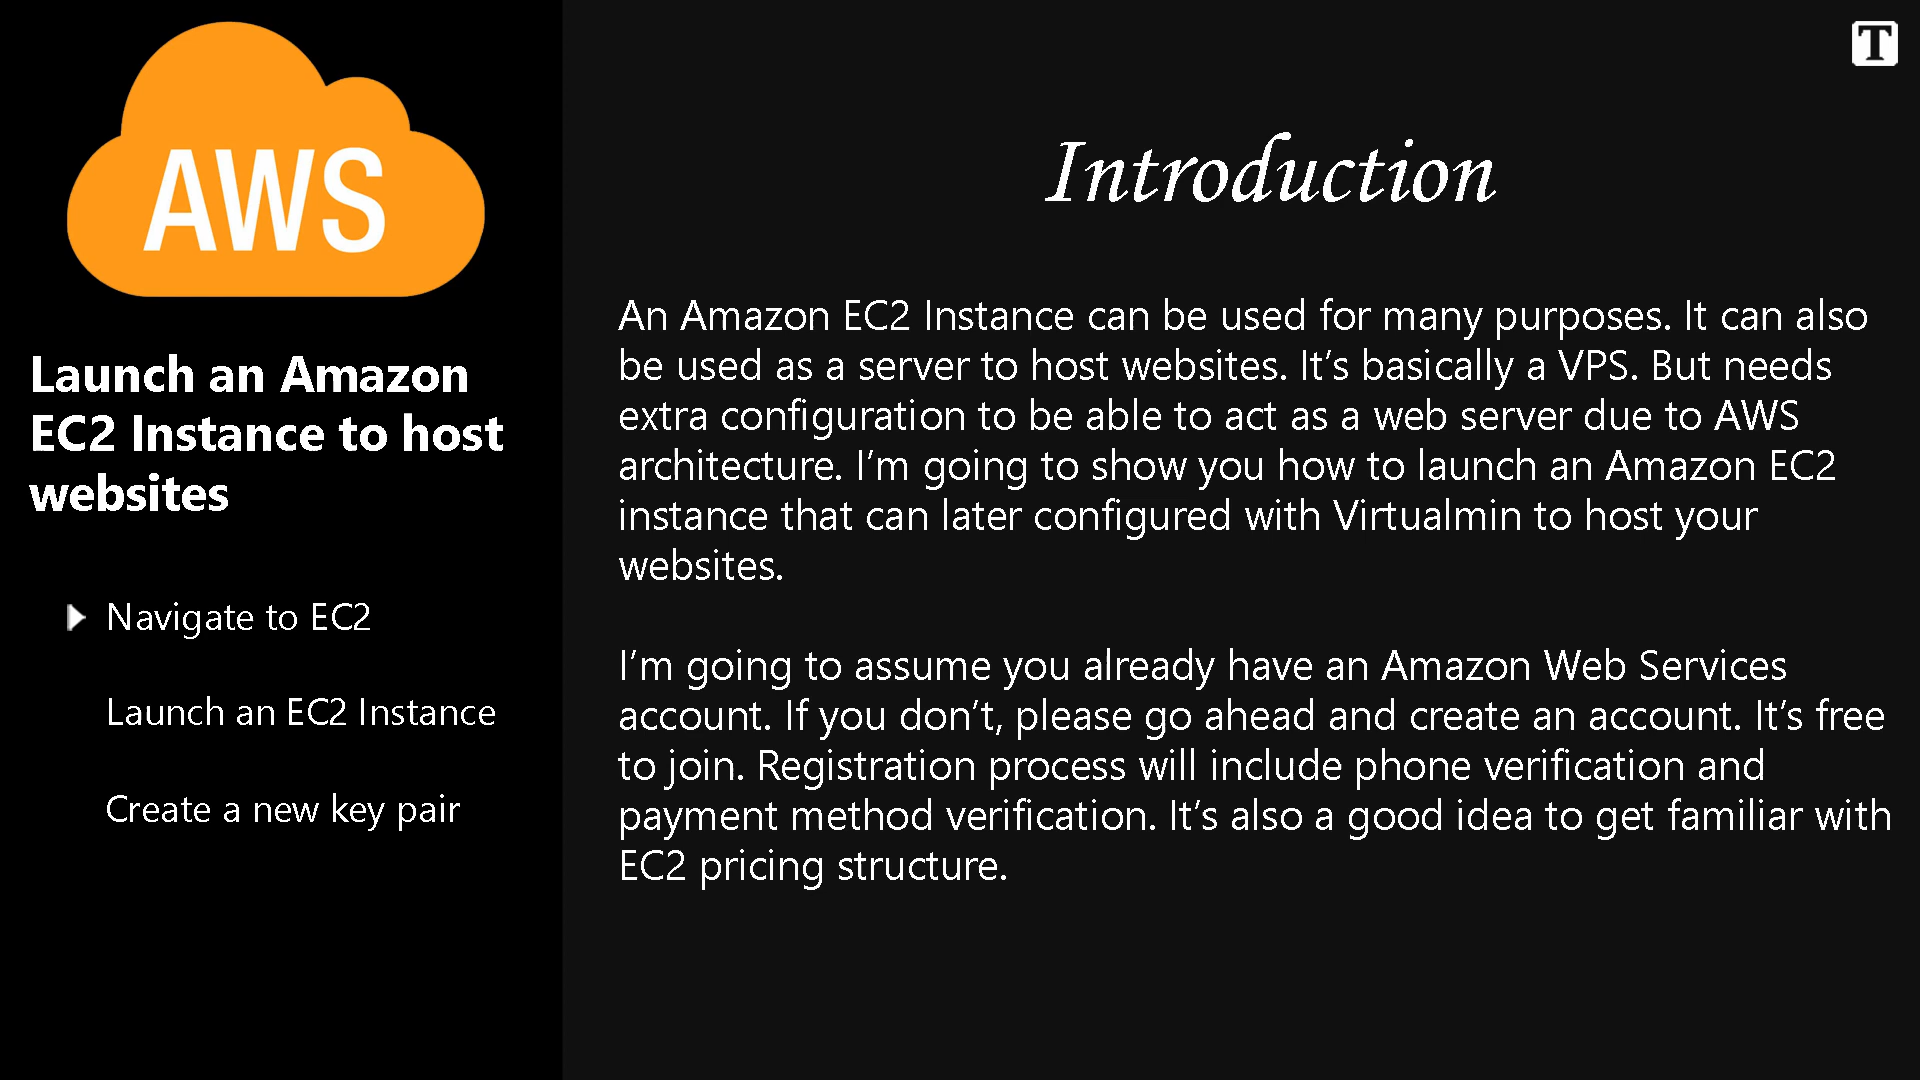 AWS
Launch an Amazon
EC2 Instance to host
websites
Navigate to EC2
Launch an EC2 Instance
Create a new key pair
T
Introduction
An Amazon EC2 Instance can be used for many purposes. It can also
be used as a server to host websites. It’s basically a VPS. But needs
extra configuration to be able to act as a web server due to AWS
architecture. I’m going to show you how to launch an Amazon EC2
instance that can later configured with Virtualmin to host your
websites.
I’m going to assume you already have an Amazon Web Services
account. If you don’t, please go ahead and create an account. It’s free
to join. Registration process will include phone verification and
payment method verification. It’s also a good idea to get familiar with
EC2 pricing structure.